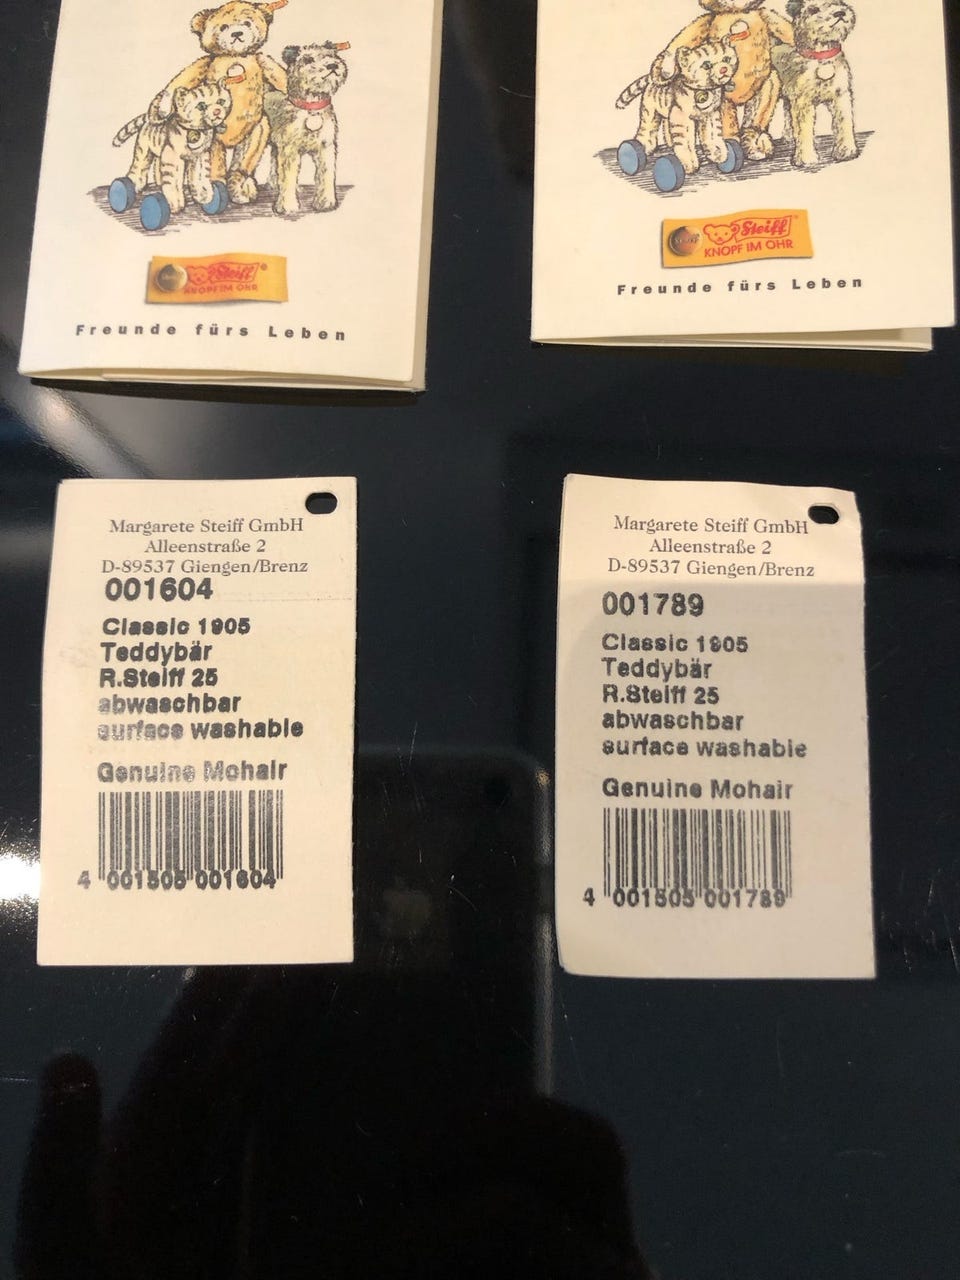 Steiff
KNOPF IM OHR
Freunde fürs Leben
Steiff
KNOPF IM OHR
Freunde fürs Leben
Margarete Steiff GmbH
Alleenstraße 2
D-89537 Giengen/Brenz
001604
Classic 1905
Teddybär
R.Steiff 25
abwaschbar
surface washable
Genuine Mohair
4 001505 001604
Margarete Steiff GmbH
Alleenstraße 2
D-89537 Giengen/Brenz
001789
Classic 1905
Teddybär
R.Steiff 25
abwaschbar
surface washable
Genuine Mohair
4 001505 001789